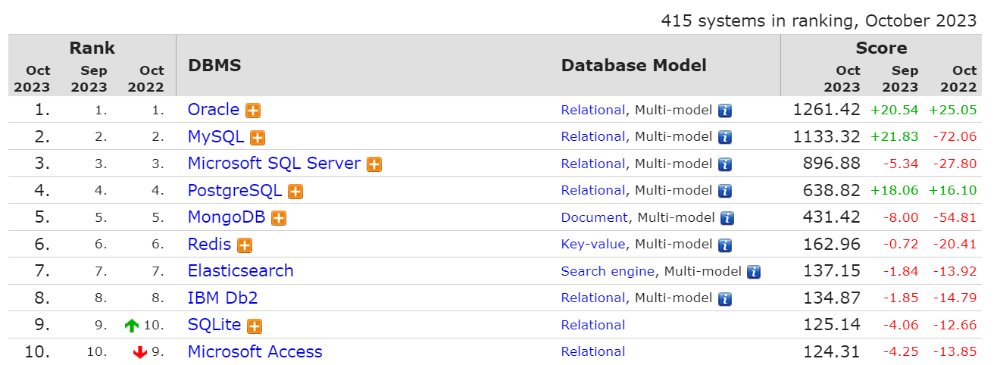 415 systems in ranking, October 2023
Rank DBMS Database Model Score
Oct 2023 Sep 2023 Oct 2022 Oct 2023 Sep 2023 Oct 2022
1. 1. 1. Oracle Relational, Multi-model 1261.42 +20.54 +25.05
2. 2. 2. MySQL Relational, Multi-model 1133.32 +21.83 -72.06
3. 3. 3. Microsoft SQL Server Relational, Multi-model 896.88 -5.34 -27.80
4. 4. 4. PostgreSQL Relational, Multi-model 638.82 +18.06 +16.10
5. 5. 5. MongoDB Document, Multi-model 431.42 -8.00 -54.81
6. 6. 6. Redis Key-value, Multi-model 162.96 -0.72 -20.41
7. 7. 7. Elasticsearch Search engine, Multi-model 137.15 -1.84 -13.92
8. 8. 8. IBM Db2 Relational, Multi-model 134.87 -1.85 -14.79
9. 9. 10. SQLite Relational 125.14 -4.06 -12.66
10. 10. 9. Microsoft Access Relational 124.31 -4.25 -13.85